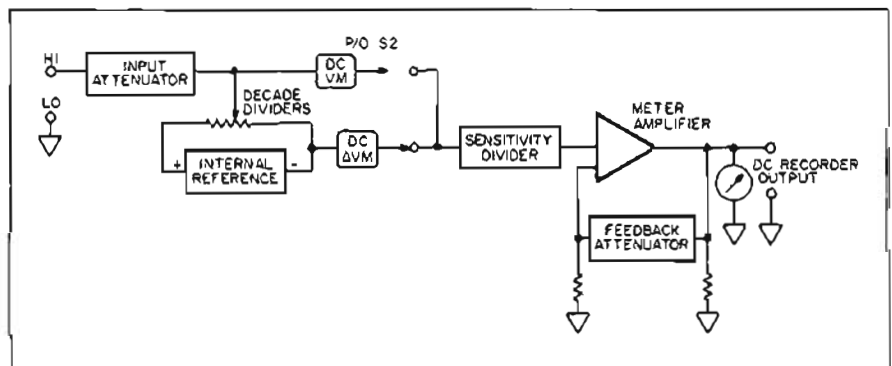 HI
INPUT
ATTENUATOR
P/O S2
DC
VM
LO
DECADE
DIVIDERS
+ INTERNAL -
REFERENCE
DC
ΔVM
SENSITIVITY
DIVIDER
METER
AMPLIFIER
DC RECORDER
OUTPUT
FEEDBACK
ATTENUATOR